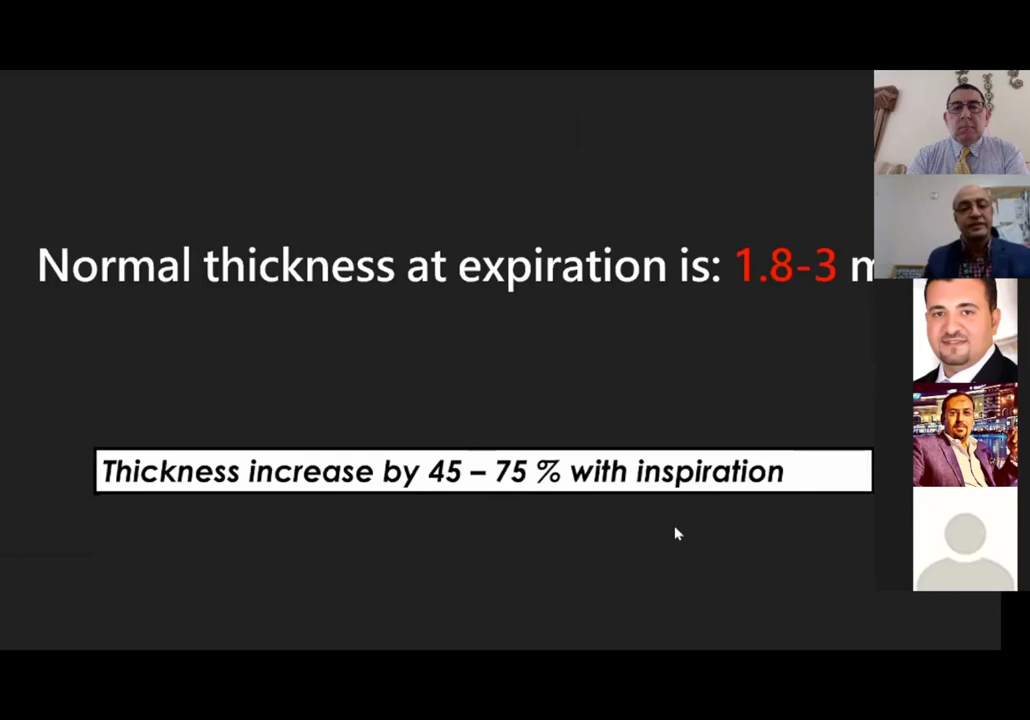 Normal thickness at expiration is: 1.8-3
Thickness increase by 45 – 75 % with inspiration